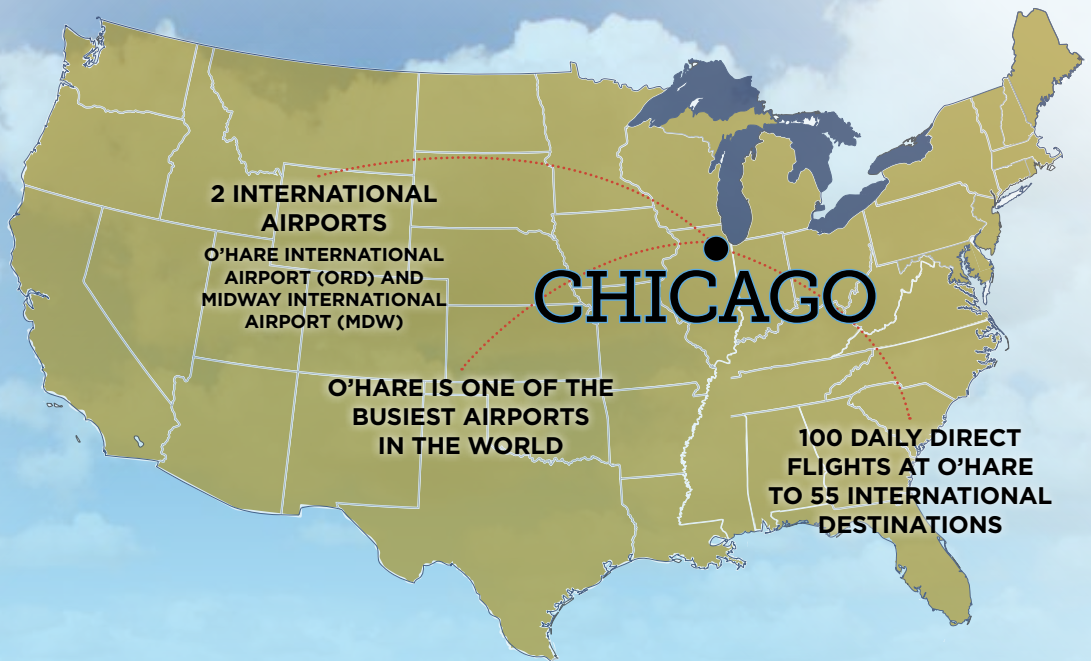 2 INTERNATIONAL
AIRPORTS
O'HARE INTERNATIONAL
AIRPORT (ORD) AND
MIDWAY INTERNATIONAL
AIRPORT (MDW)
CHICAGO
O'HARE IS ONE OF THE
BUSIEST AIRPORTS
IN THE WORLD
100 DAILY DIRECT
FLIGHTS AT O'HARE
TO 55 INTERNATIONAL
DESTINATIONS